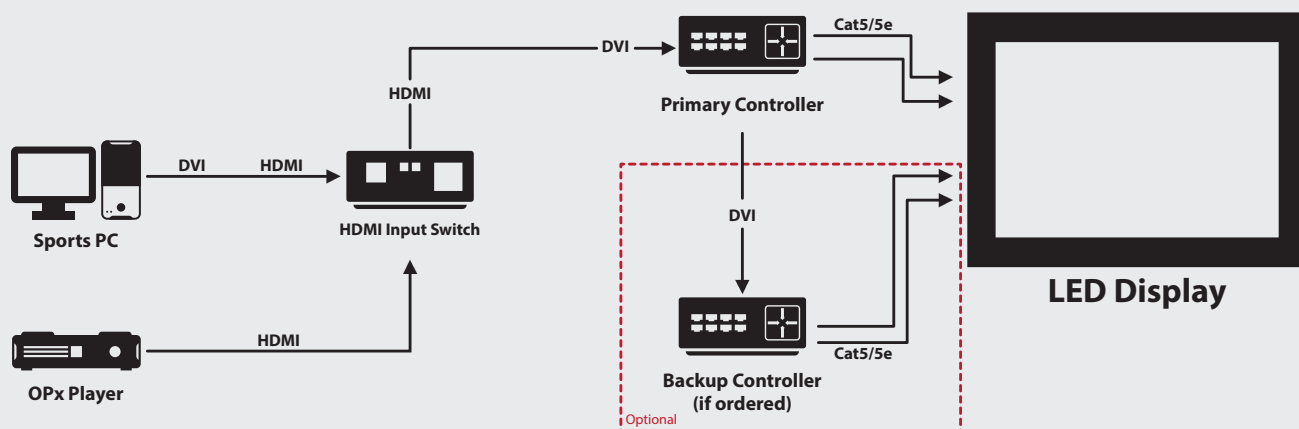 Cat5/5e
DVI
HDMI
Primary Controller
DVI HDMI
HDMI Input Switch
DVI
Sports PC
LED Display
HDMI
Cat5/5e
OPx Player
Backup Controller
(if ordered)
Optional